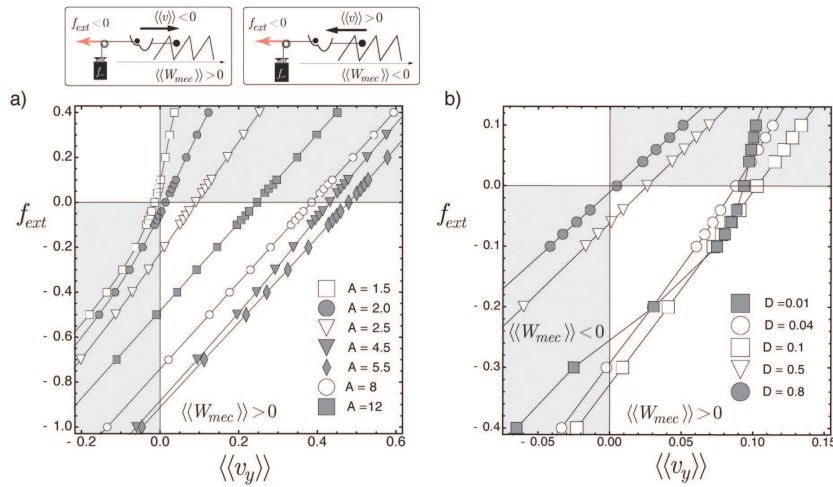 f_ext < 0
⟨⟨v⟩⟩ < 0
⟨⟨W_mec⟩⟩ > 0
f_ext < 0
⟨⟨v⟩⟩ > 0
⟨⟨W_mec⟩⟩ < 0
a)
0.4
0.2
0.0
- 0.2
- 0.4
- 0.6
- 0.8
- 1.0
f_ext
A = 1.5
A = 2.0
A = 2.5
A = 4.5
A = 5.5
A = 8
A = 12
⟨⟨W_mec⟩⟩ > 0
- 0.2
0.0
0.2
0.4
0.6
⟨⟨v_y⟩⟩
b)
0.1
0.0
- 0.1
- 0.2
- 0.3
- 0.4
f_ext
⟨⟨W_mec⟩⟩ < 0
D =0.01
D = 0.04
D = 0.1
D = 0.5
D = 0.8
⟨⟨W_mec⟩⟩ > 0
-0.05
0.00
0.05
0.10
0.15
⟨⟨v_y⟩⟩